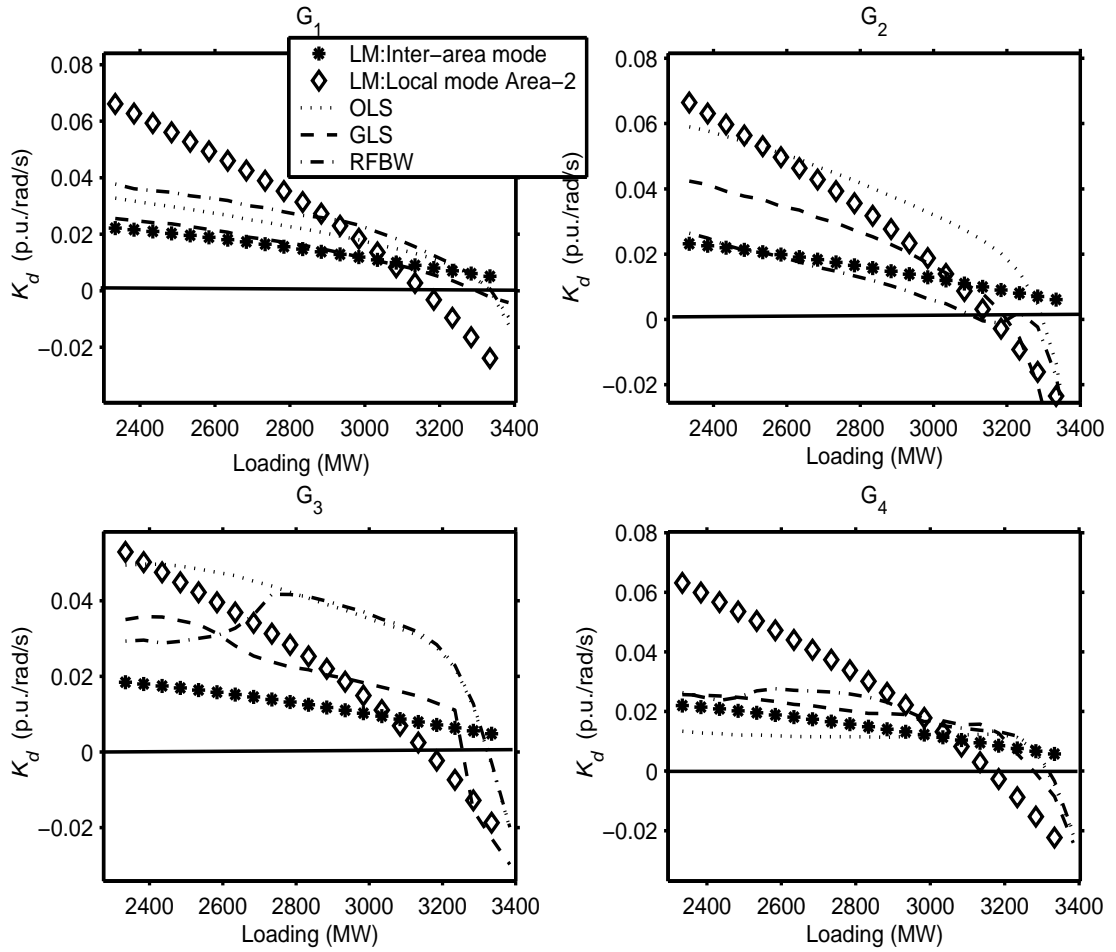 G1
G2
LM:Inter−area mode
LM:Local mode Area−2
OLS
GLS
RFBW
0.08
0.06
0.04
0.02
0
−0.02
Kd (p.u./rad/s)
2400 2600 2800 3000 3200 3400
Loading (MW)
0.08
0.06
0.04
0.02
0
−0.02
Kd (p.u./rad/s)
2400 2600 2800 3000 3200 3400
Loading (MW)
G3
G4
0.04
0.02
0
−0.02
Kd (p.u./rad/s)
2400 2600 2800 3000 3200 3400
Loading (MW)
0.08
0.06
0.04
0.02
0
−0.02
Kd (p.u./rad/s)
2400 2600 2800 3000 3200 3400
Loading (MW)